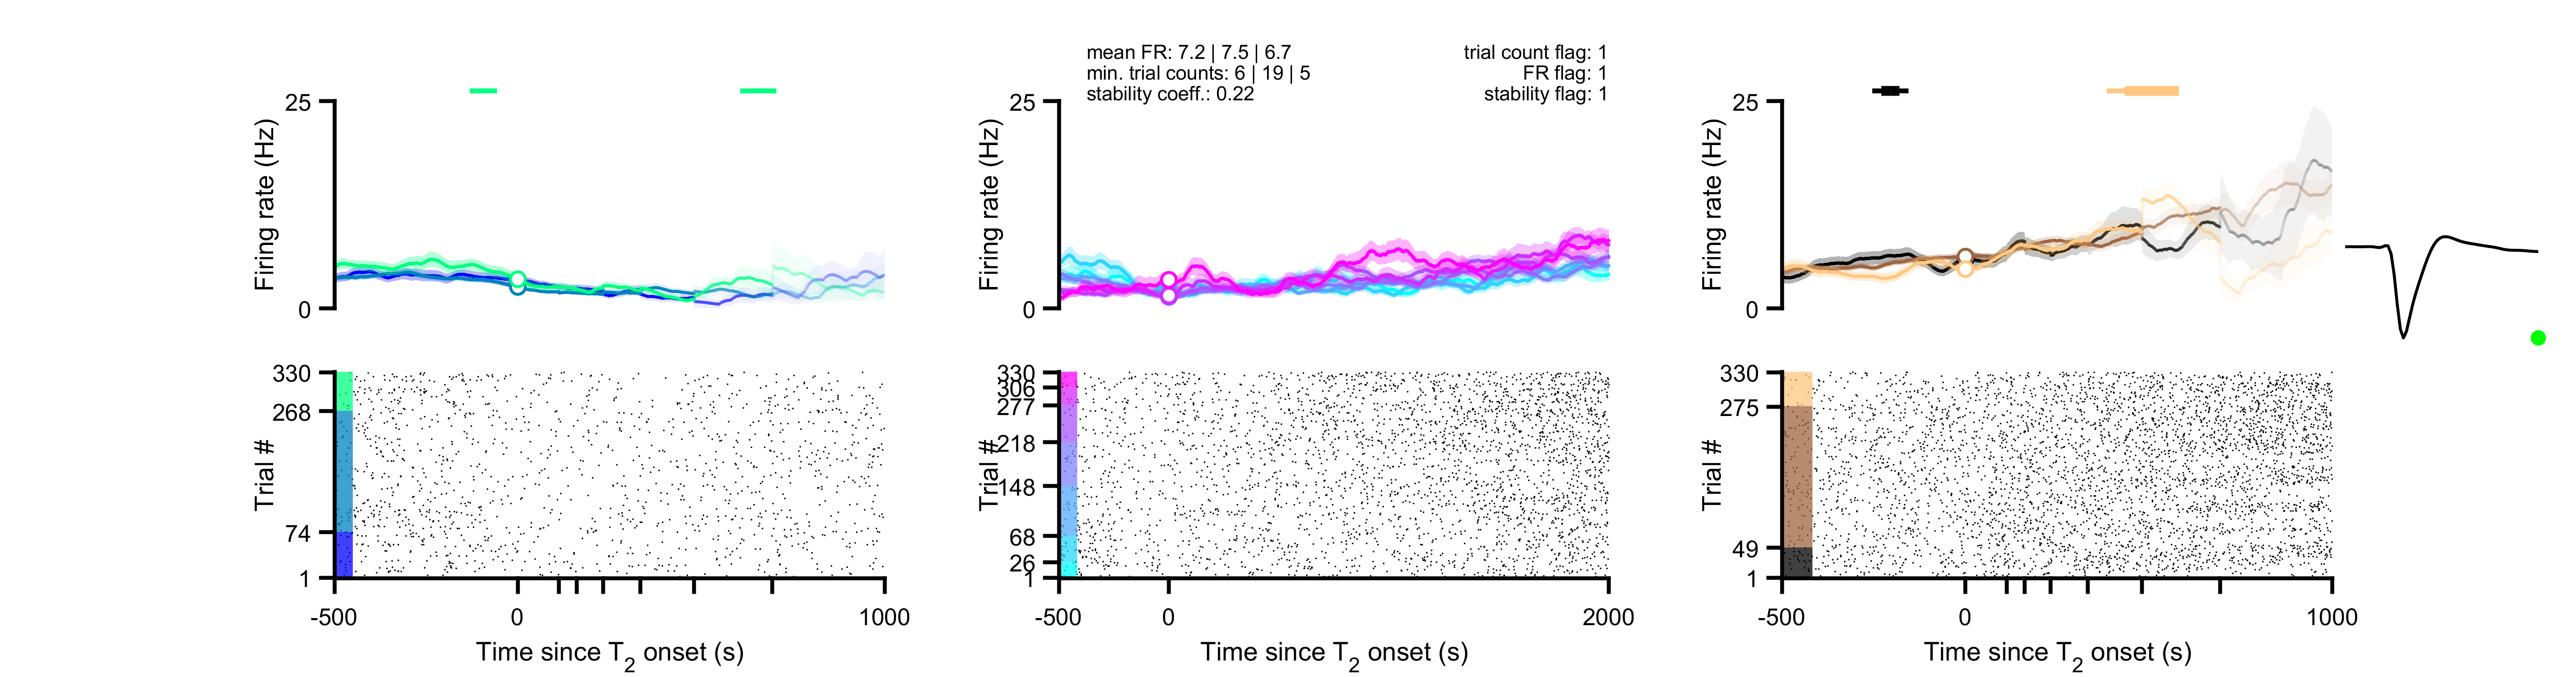 mean FR: 7.2 | 7.5 | 6.7
min. trial counts: 6 | 19 | 5
stability coeff.: 0.22
trial count flag: 1
FR flag: 1
stability flag: 1
25
0
Firing rate (Hz)
25
0
Firing rate (Hz)
25
0
Firing rate (Hz)
330
268
74
1
Trial #
-500
0
1000
Time since T2 onset (s)
330
306
277
218
148
68
26
1
Trial #
-500
0
2000
Time since T2 onset (s)
330
275
49
1
Trial #
-500
0
1000
Time since T2 onset (s)